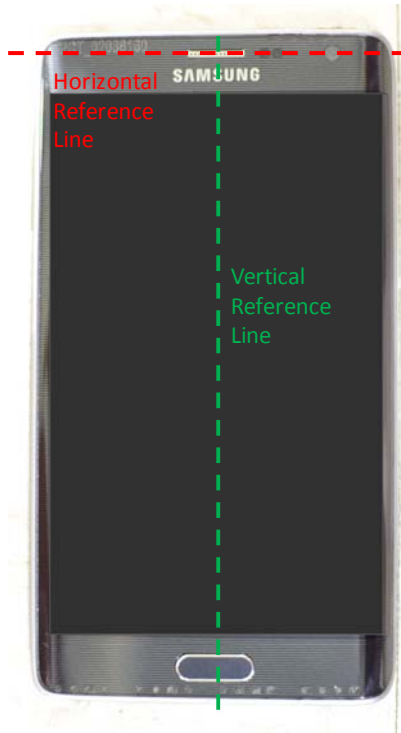 SAMSUNG
Horizontal
Reference
Line
Vertical
Reference
Line